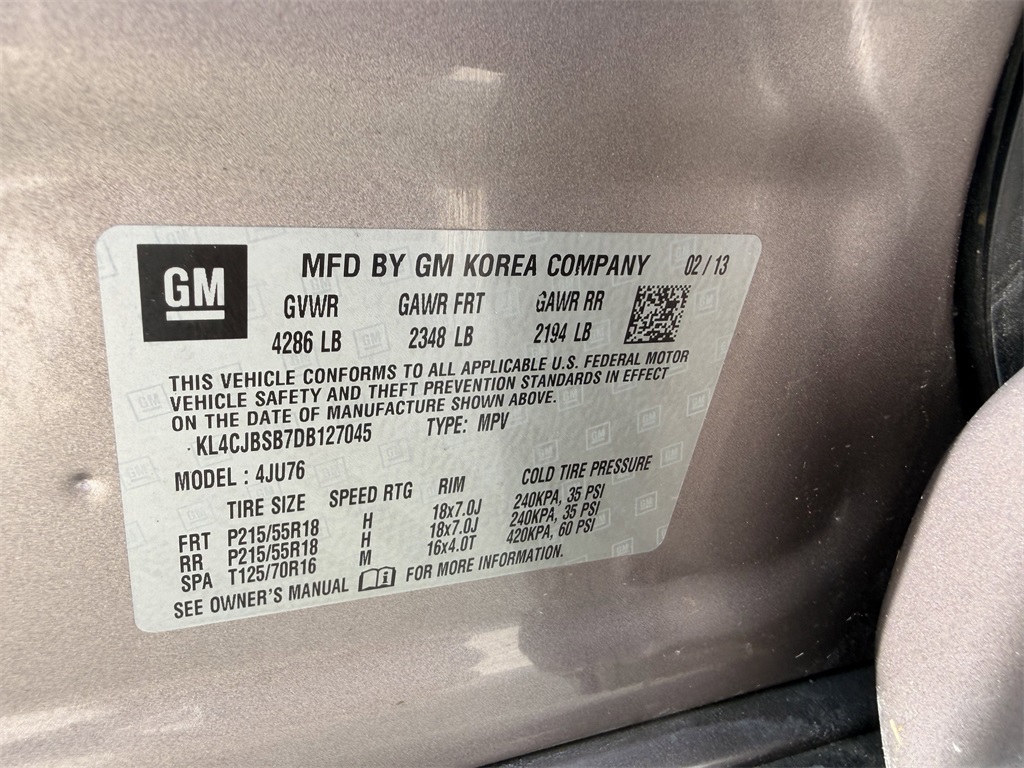 GM
MFD BY GM KOREA COMPANY 02/13
GVWR GAWR FRT GAWR RR
4286 LB 2348 LB 2194 LB
THIS VEHICLE CONFORMS TO ALL APPLICABLE U.S. FEDERAL MOTOR
VEHICLE SAFETY AND THEFT PREVENTION STANDARDS IN EFFECT
ON THE DATE OF MANUFACTURE SHOWN ABOVE.
KL4CJBSB7DB127045 TYPE: MPV
MODEL : 4JU76
TIRE SIZE SPEED RTG RIM COLD TIRE PRESSURE
FRT P215/55R18 H 18x7.0J 240KPA, 35 PSI
RR P215/55R18 H 18x7.0J 240KPA, 35 PSI
SPA T125/70R16 M 16x4.0T 420KPA, 60 PSI
SEE OWNER'S MANUAL i FOR MORE INFORMATION.